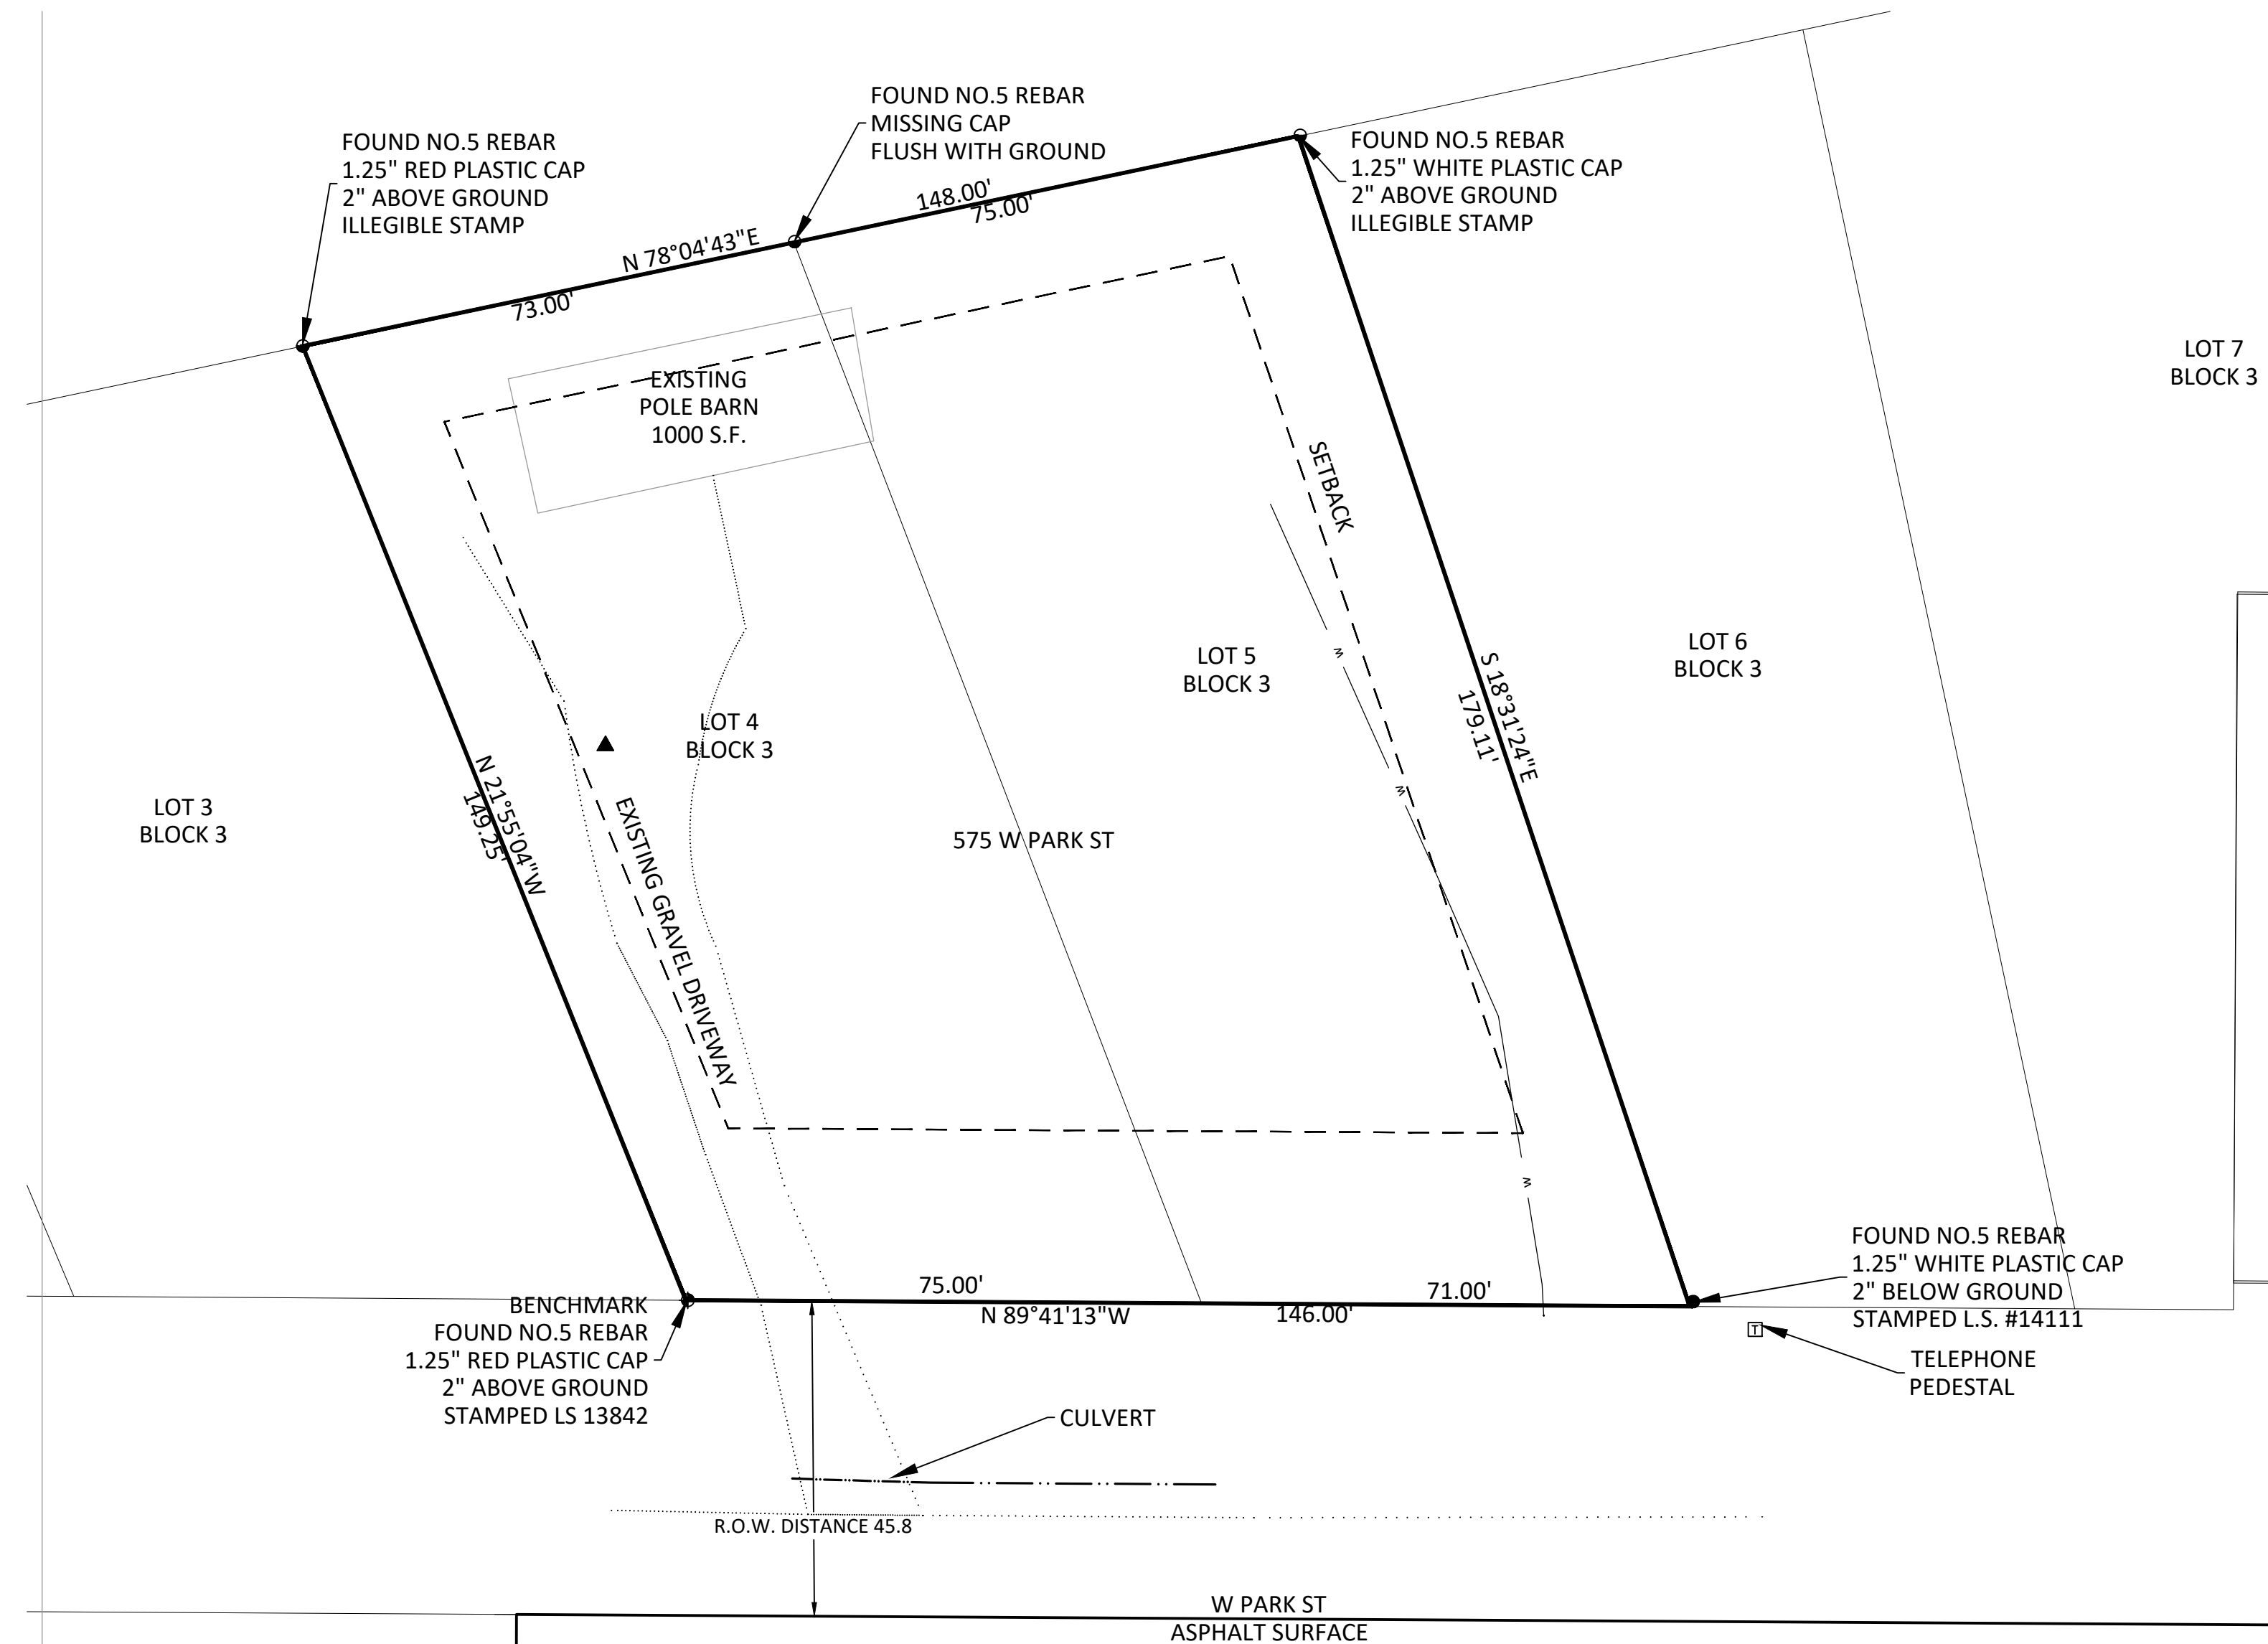 FOUND NO.5 REBAR
MISSING CAP
FLUSH WITH GROUND
FOUND NO.5 REBAR
1.25" RED PLASTIC CAP
2" ABOVE GROUND
ILLEGIBLE STAMP
FOUND NO.5 REBAR
1.25" WHITE PLASTIC CAP
2" ABOVE GROUND
ILLEGIBLE STAMP
148.00'
75.00'
N 78°04'43"E
73.00'
EXISTING
POLE BARN
1000 S.F.
LOT 7
BLOCK 3
SETBACK
LOT 5
BLOCK 3
LOT 6
BLOCK 3
W
S 18°31'24"E
179.11'
LOT 4
BLOCK 3
N 21°55'04"W
149.25'
LOT 3
BLOCK 3
W
EXISTING GRAVEL DRIVEWAY
575 W PARK ST
W
75.00'
71.00'
N 89°41'13"W
146.00'
FOUND NO.5 REBAR
1.25" WHITE PLASTIC CAP
2" BELOW GROUND
STAMPED L.S. #14111
BENCHMARK
FOUND NO.5 REBAR
1.25" RED PLASTIC CAP
2" ABOVE GROUND
STAMPED LS 13842
T
TELEPHONE
PEDESTAL
CULVERT
R.O.W. DISTANCE 45.8
W PARK ST
ASPHALT SURFACE